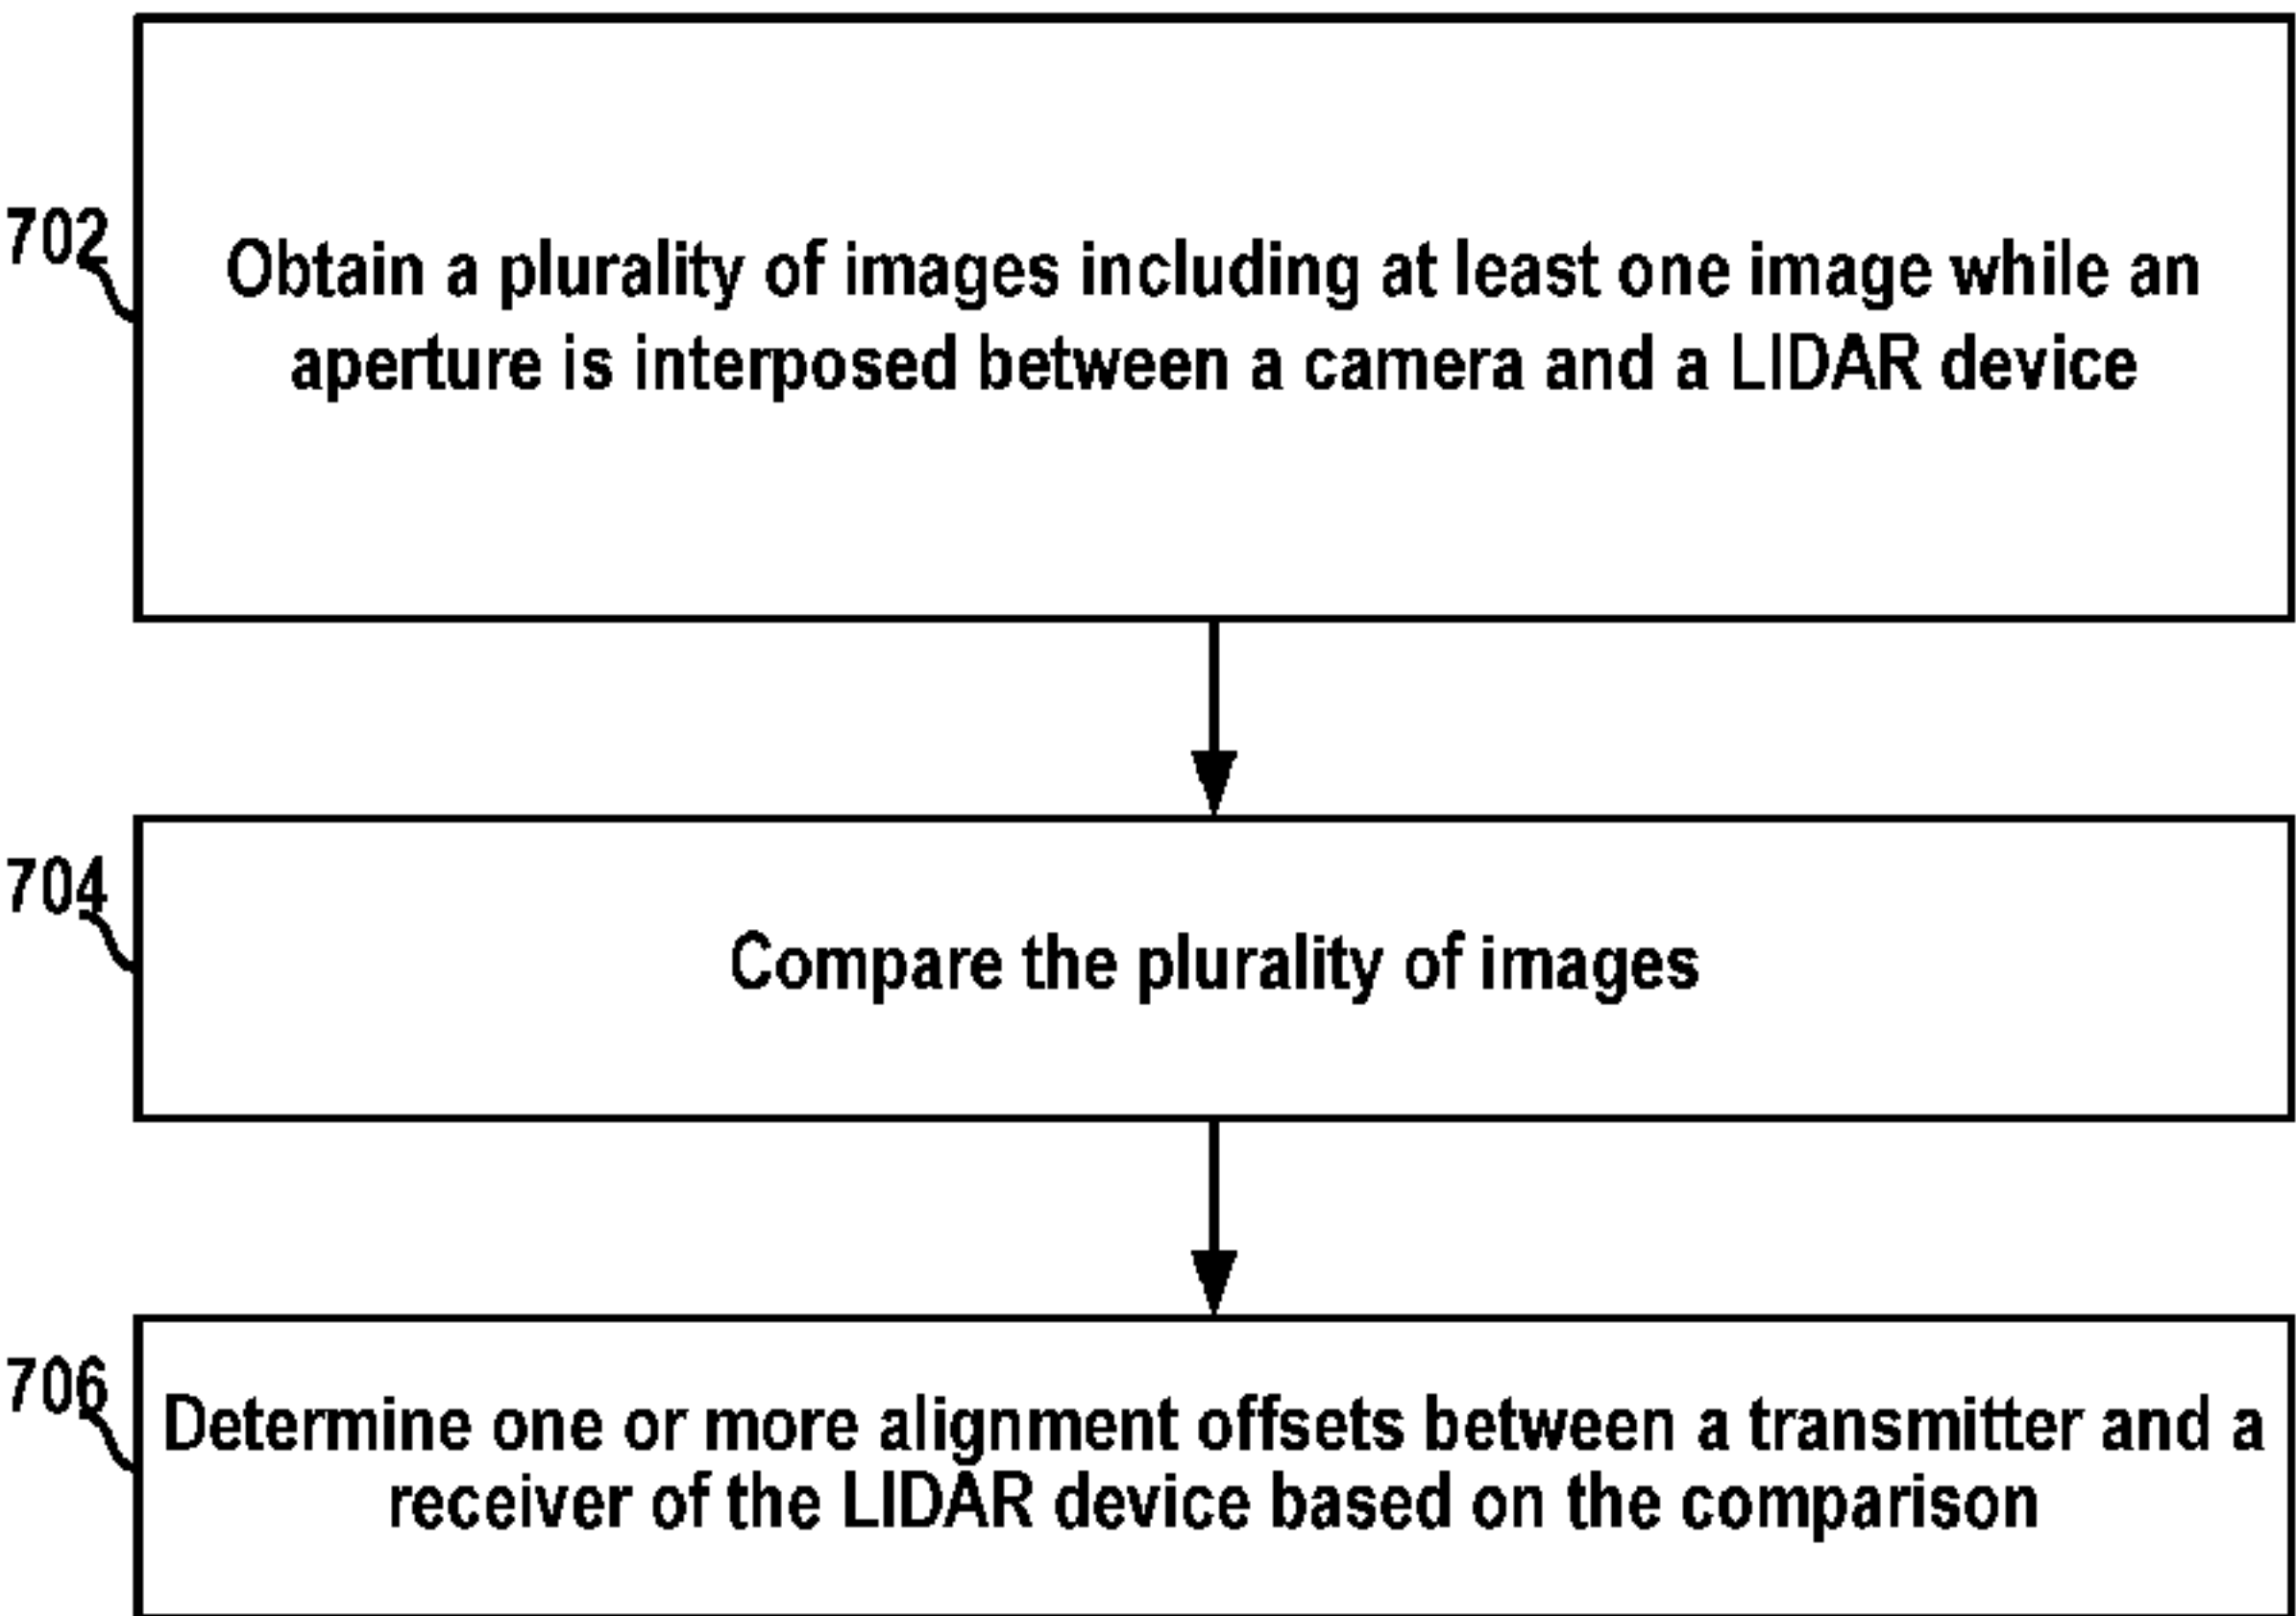 702
Obtain a plurality of images including at least one image while an
aperture is interposed between a camera and a LIDAR device
704
Compare the plurality of images
706
Determine one or more alignment offsets between a transmitter and a
receiver of the LIDAR device based on the comparison